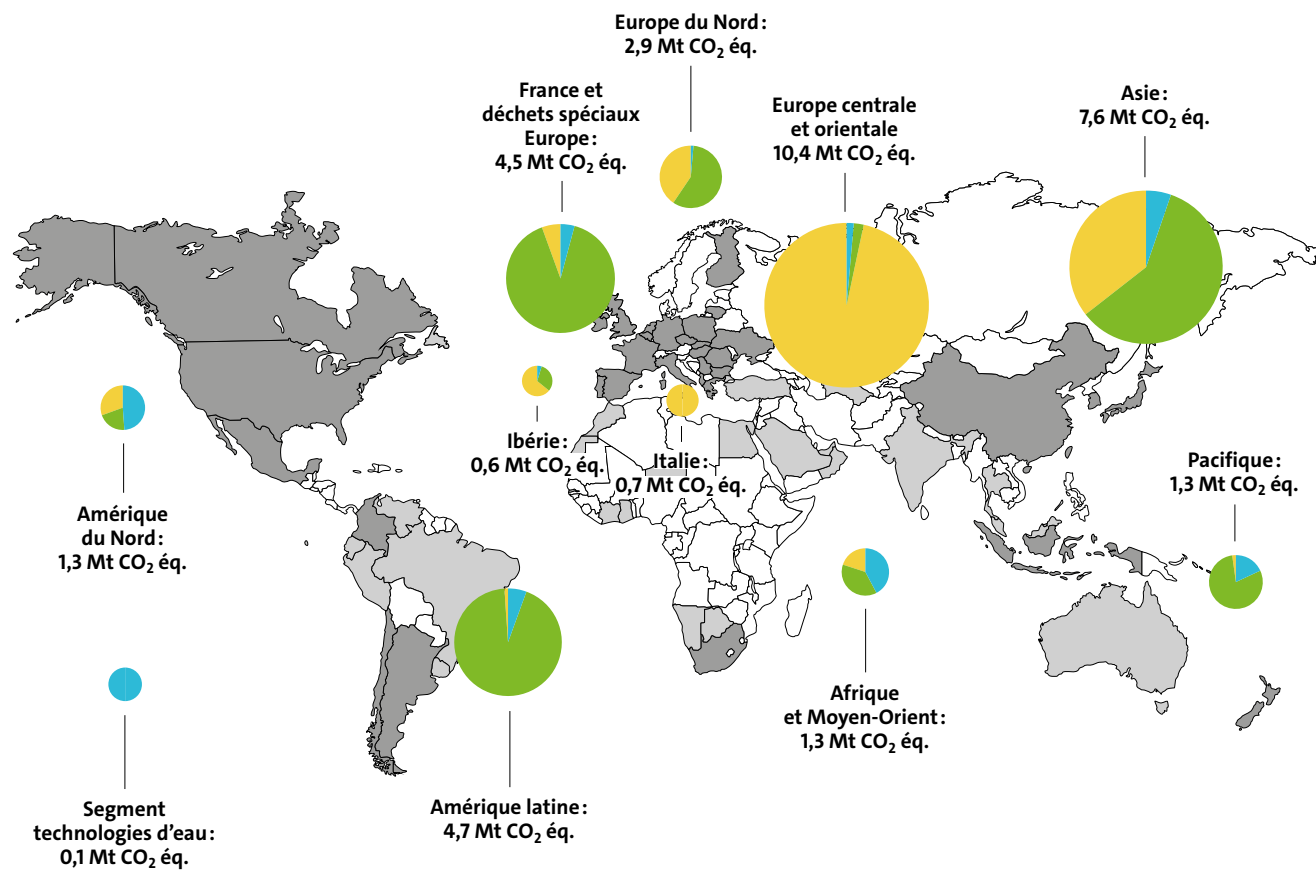 Europe du Nord :
2,9 Mt CO₂ éq.
France et
déchets spéciaux
Europe :
4,5 Mt CO₂ éq.
Europe centrale
et orientale
10,4 Mt CO₂ éq.
Asie :
7,6 Mt CO₂ éq.
Ibérie :
0,6 Mt CO₂ éq.
Italie :
0,7 Mt CO₂ éq.
Pacifique :
1,3 Mt CO₂ éq.
Amérique
du Nord :
1,3 Mt CO₂ éq.
Afrique
et Moyen-Orient :
1,3 Mt CO₂ éq.
Segment
technologies d'eau :
0,1 Mt CO₂ éq.
Amérique latine :
4,7 Mt CO₂ éq.